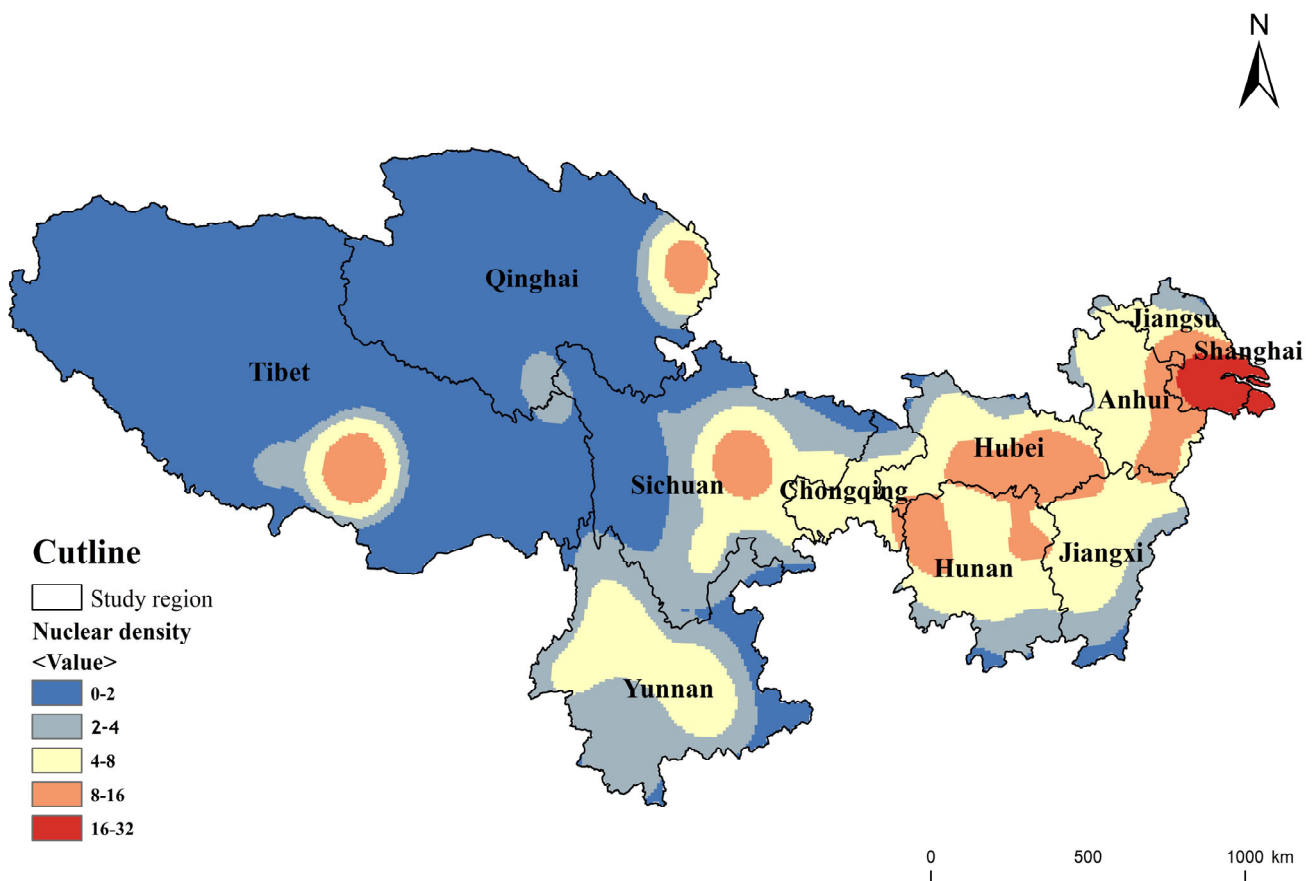 N
Qinghai
Jiangsu
Shanghai
Tibet
Anhui
Hubei
Sichuan
Chongqing
Cutline
Jiangxi
Hunan
Study region
Nuclear density
<Value>
Yunnan
0-2
2-4
4-8
8-16
16-32
0 500 1000 km